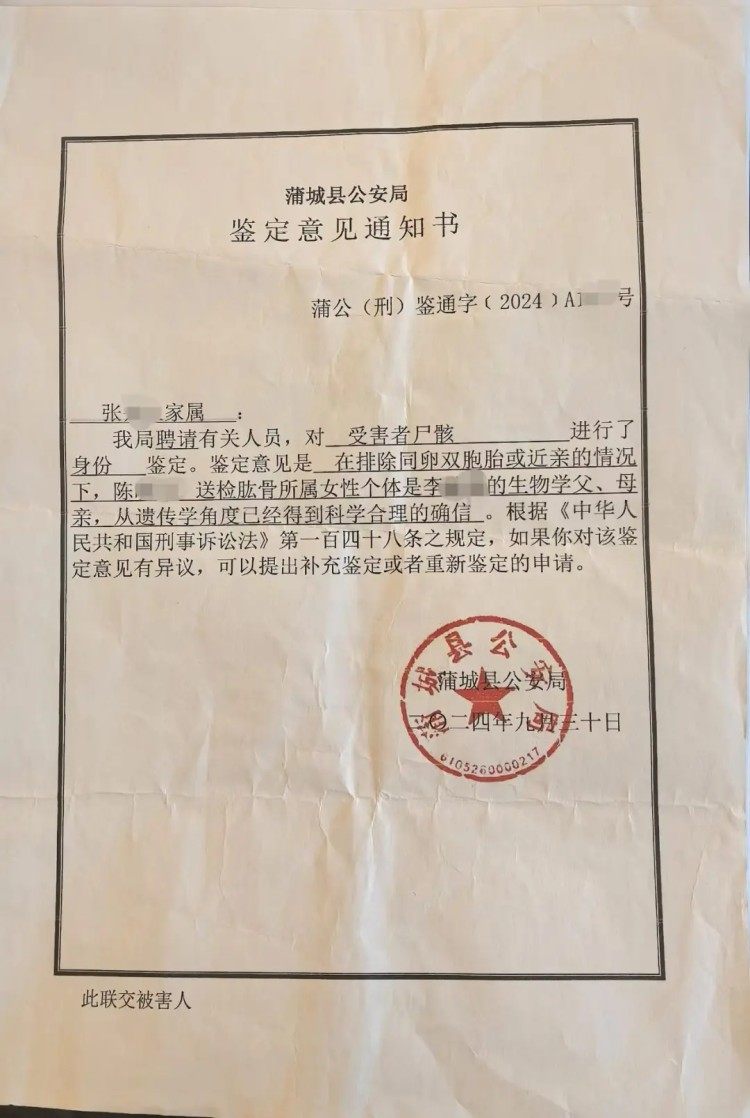 蒲城县公安局
鉴定意见通知书
蒲公（刑）鉴通字（2024）A1 号
张 家属：
我局聘请有关人员，对 受害者尸骸 进行了
身份 鉴定。鉴定意见是 在排除同卵双胞胎或近亲的情况
下，陈 送检肱骨所属女性个体是李 的生物学父、母
亲，从遗传学角度已经得到科学合理的确信。根据《中华人
民共和国刑事诉讼法》第一百四十八条之规定，如果你对该鉴
定意见有异议，可以提出补充鉴定或者重新鉴定的申请。
蒲城县公安局
蒲城县公安局
二〇二四年九月三十日
6105260000217
此联交被害人